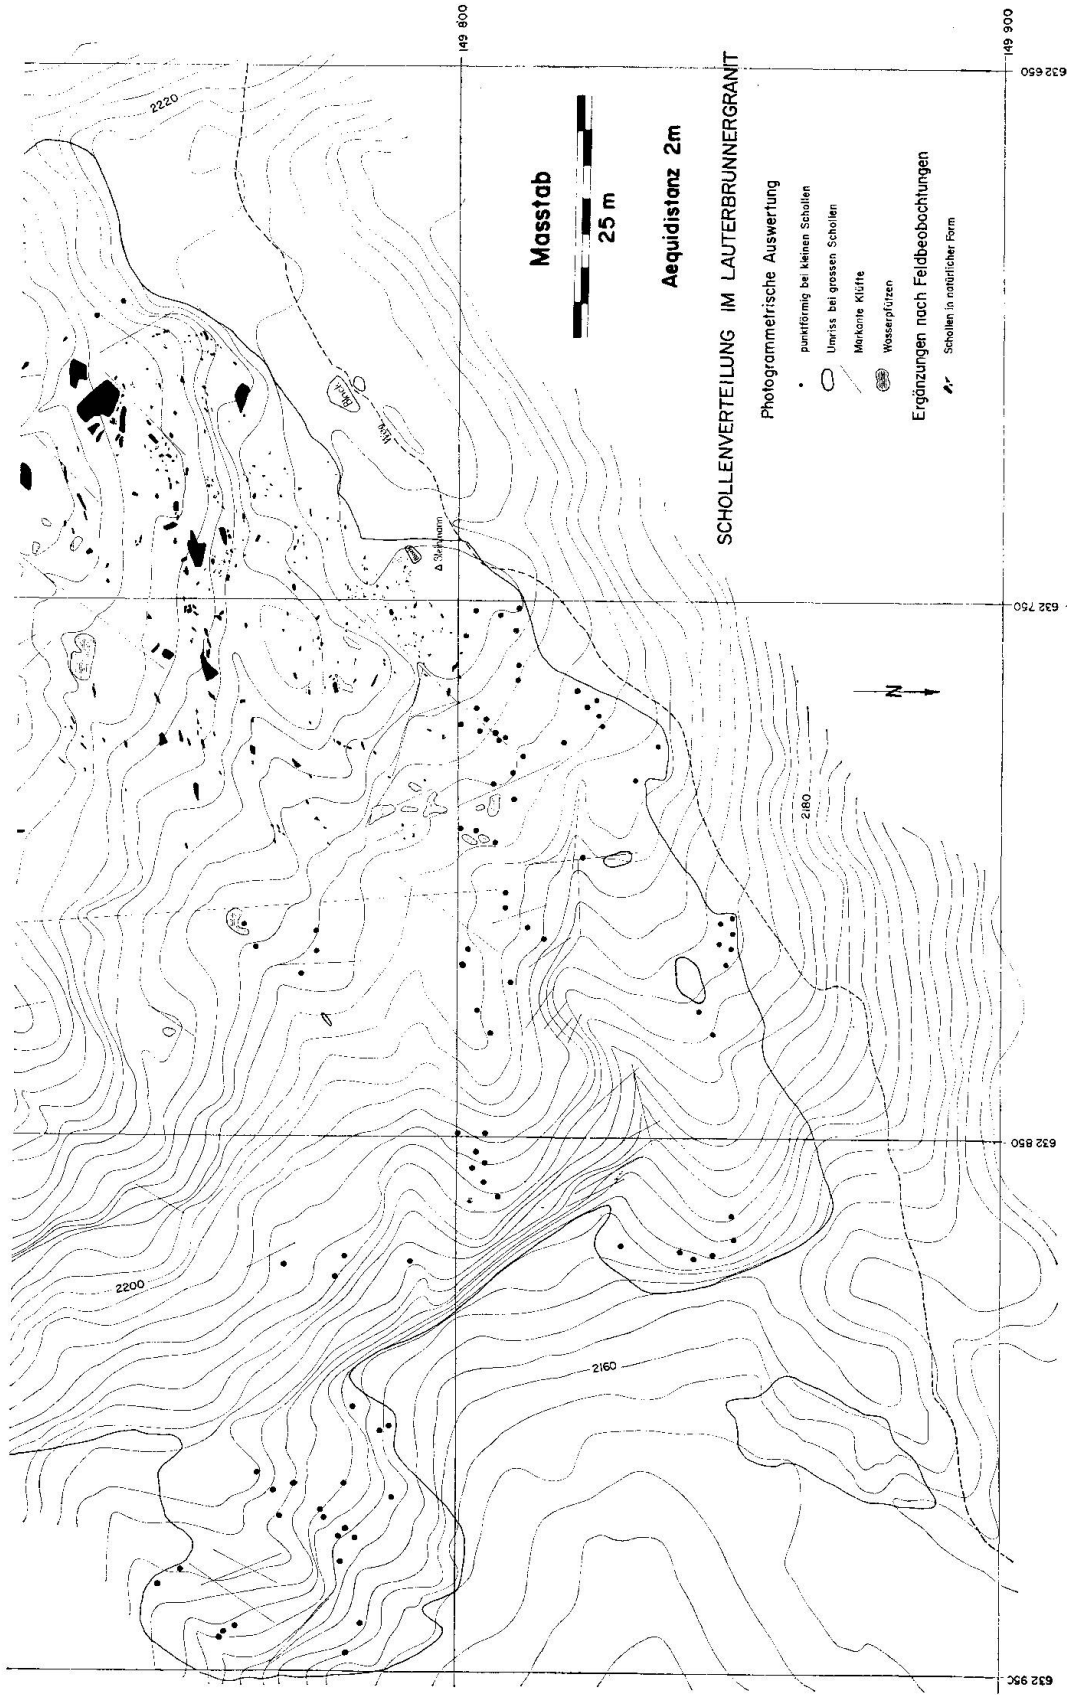 149 800
149 900
632 650
632 750
632 850
632 950
2220
Block
Weg
Δ Steinmann
2180
2200
2160
N
Masstab
25 m
Aequidistanz 2m
SCHOLLENVERTEILUNG IM LAUTERBRUNNERGRANIT
Photogrammetrische Auswertung
punktförmig bei kleinen Schollen
Umriss bei grossen Schollen
Markante Klüfte
Wasserpfützen
Ergänzungen nach Feldbeobachtungen
Schollen in natürlicher Form